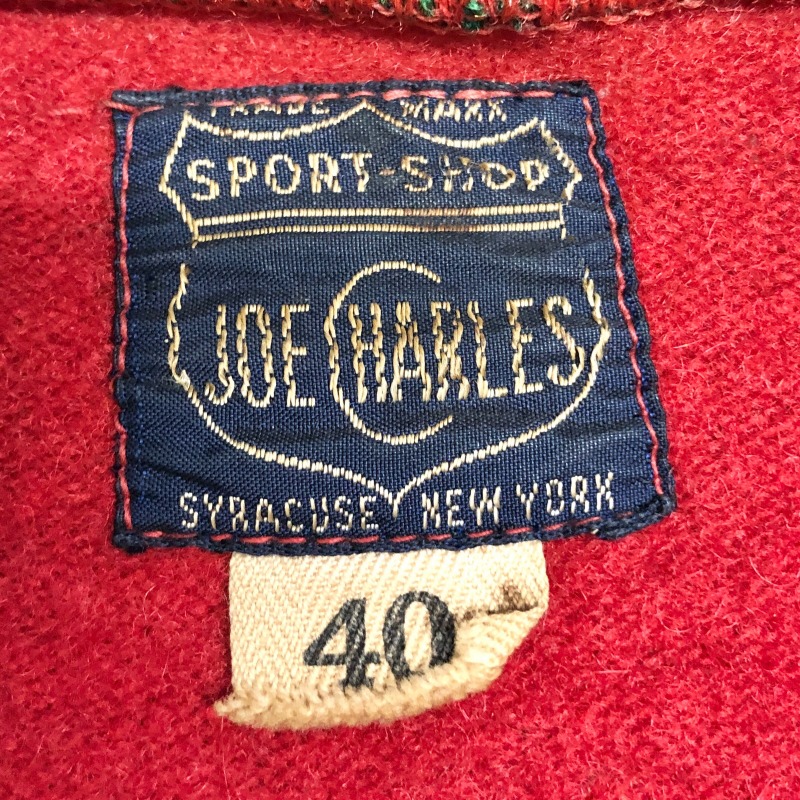 TRADE MARK
SPORT-SHOP
JOE CHARLES
SYRACUSE NEW YORK
40